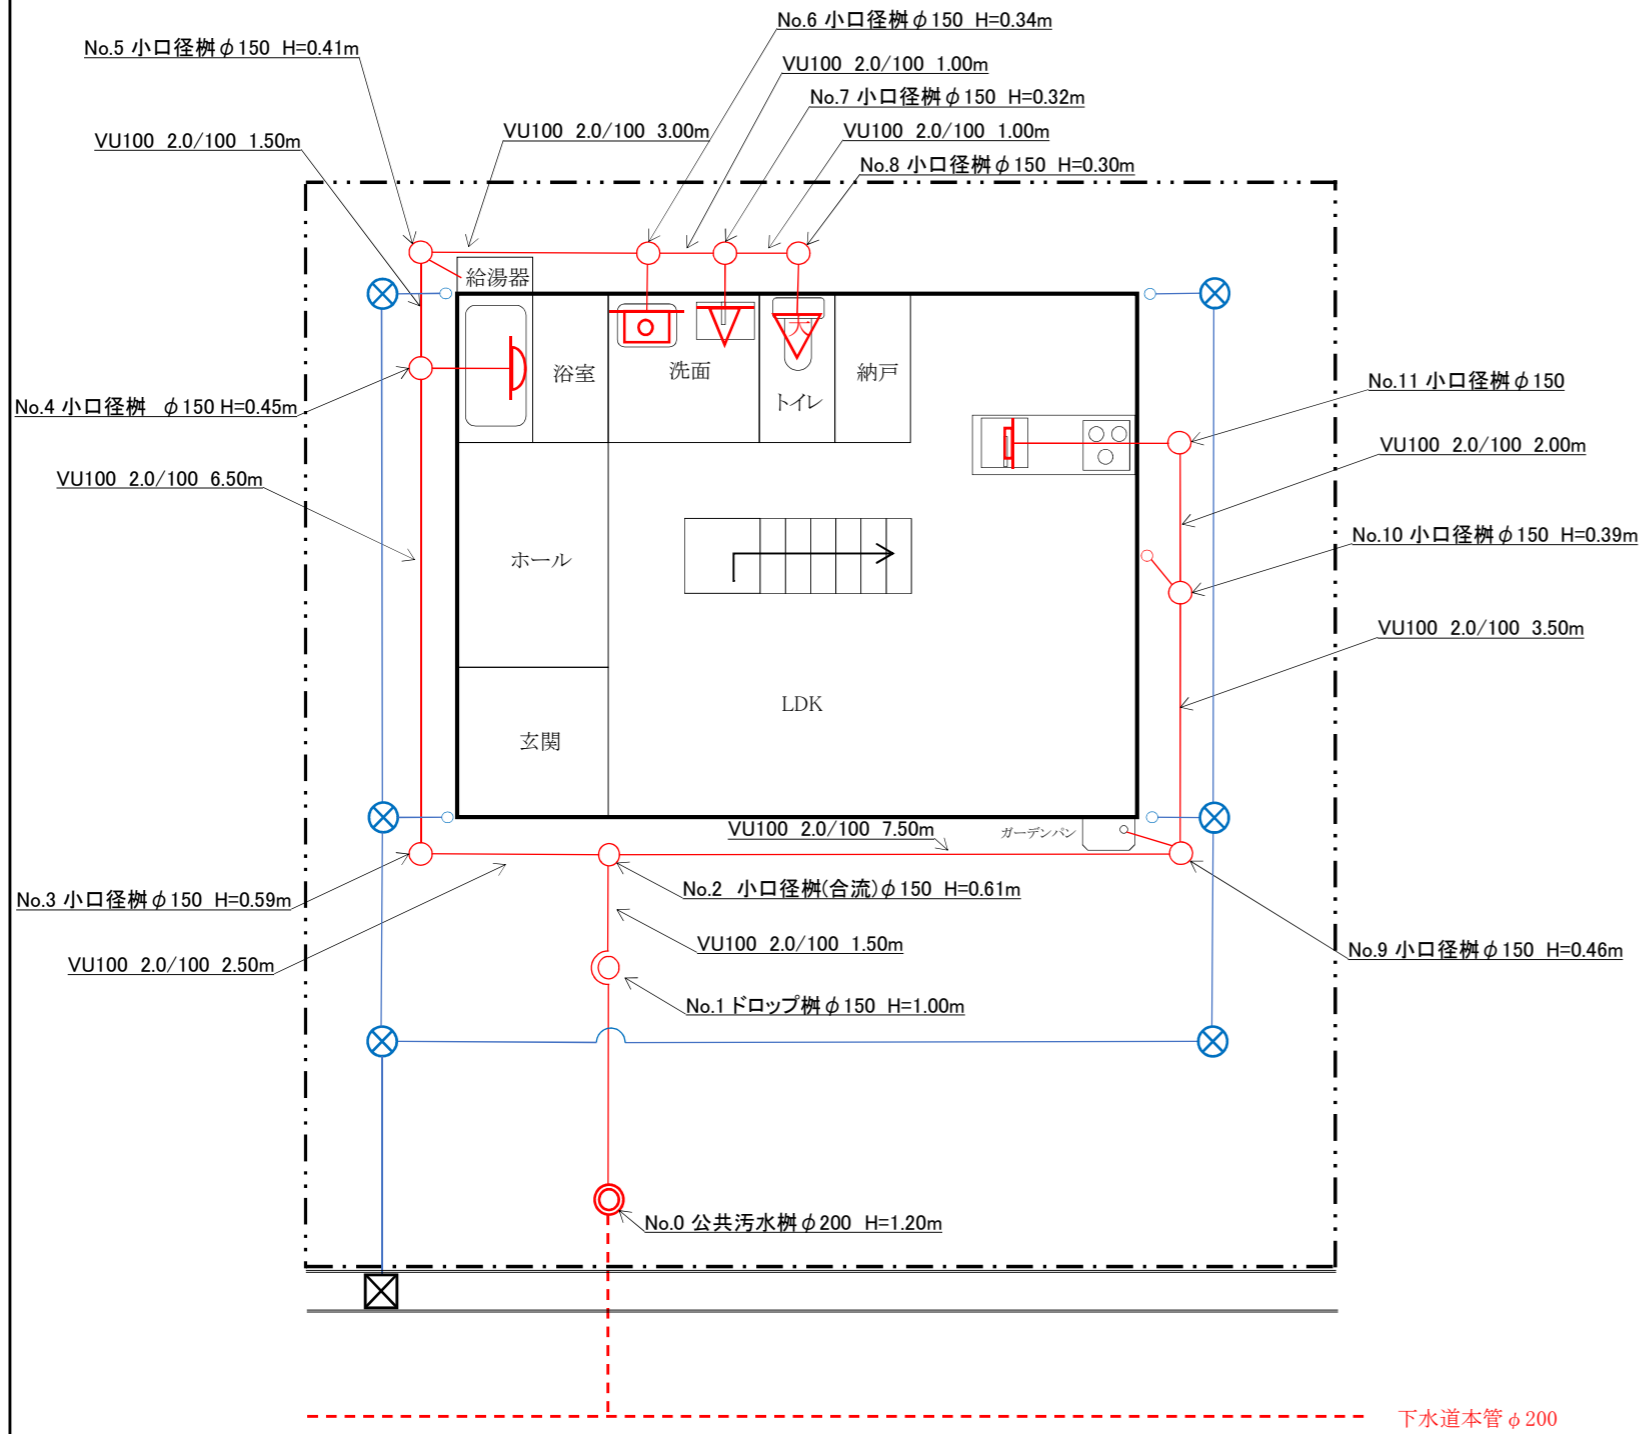 No.6 小口径桝φ150 H=0.34m
No.5 小口径桝φ150 H=0.41m
VU100 2.0/100 1.00m
No.7 小口径桝φ150 H=0.32m
VU100 2.0/100 3.00m
VU100 2.0/100 1.00m
VU100 2.0/100 1.50m
No.8 小口径桝φ150 H=0.30m
給湯器
大
浴室
洗面
トイレ
納戸
No.11 小口径桝φ150
No.4 小口径桝 φ150 H=0.45m
VU100 2.0/100 2.00m
VU100 2.0/100 6.50m
No.10 小口径桝φ150 H=0.39m
ホール
VU100 2.0/100 3.50m
LDK
玄関
VU100 2.0/100 7.50m
ガーデンパン
No.3 小口径桝φ150 H=0.59m
No.2 小口径桝(合流)φ150 H=0.61m
VU100 2.0/100 1.50m
No.9 小口径桝φ150 H=0.46m
VU100 2.0/100 2.50m
No.1 ドロップ桝φ150 H=1.00m
No.0 公共汚水桝φ200 H=1.20m
下水道本管φ200